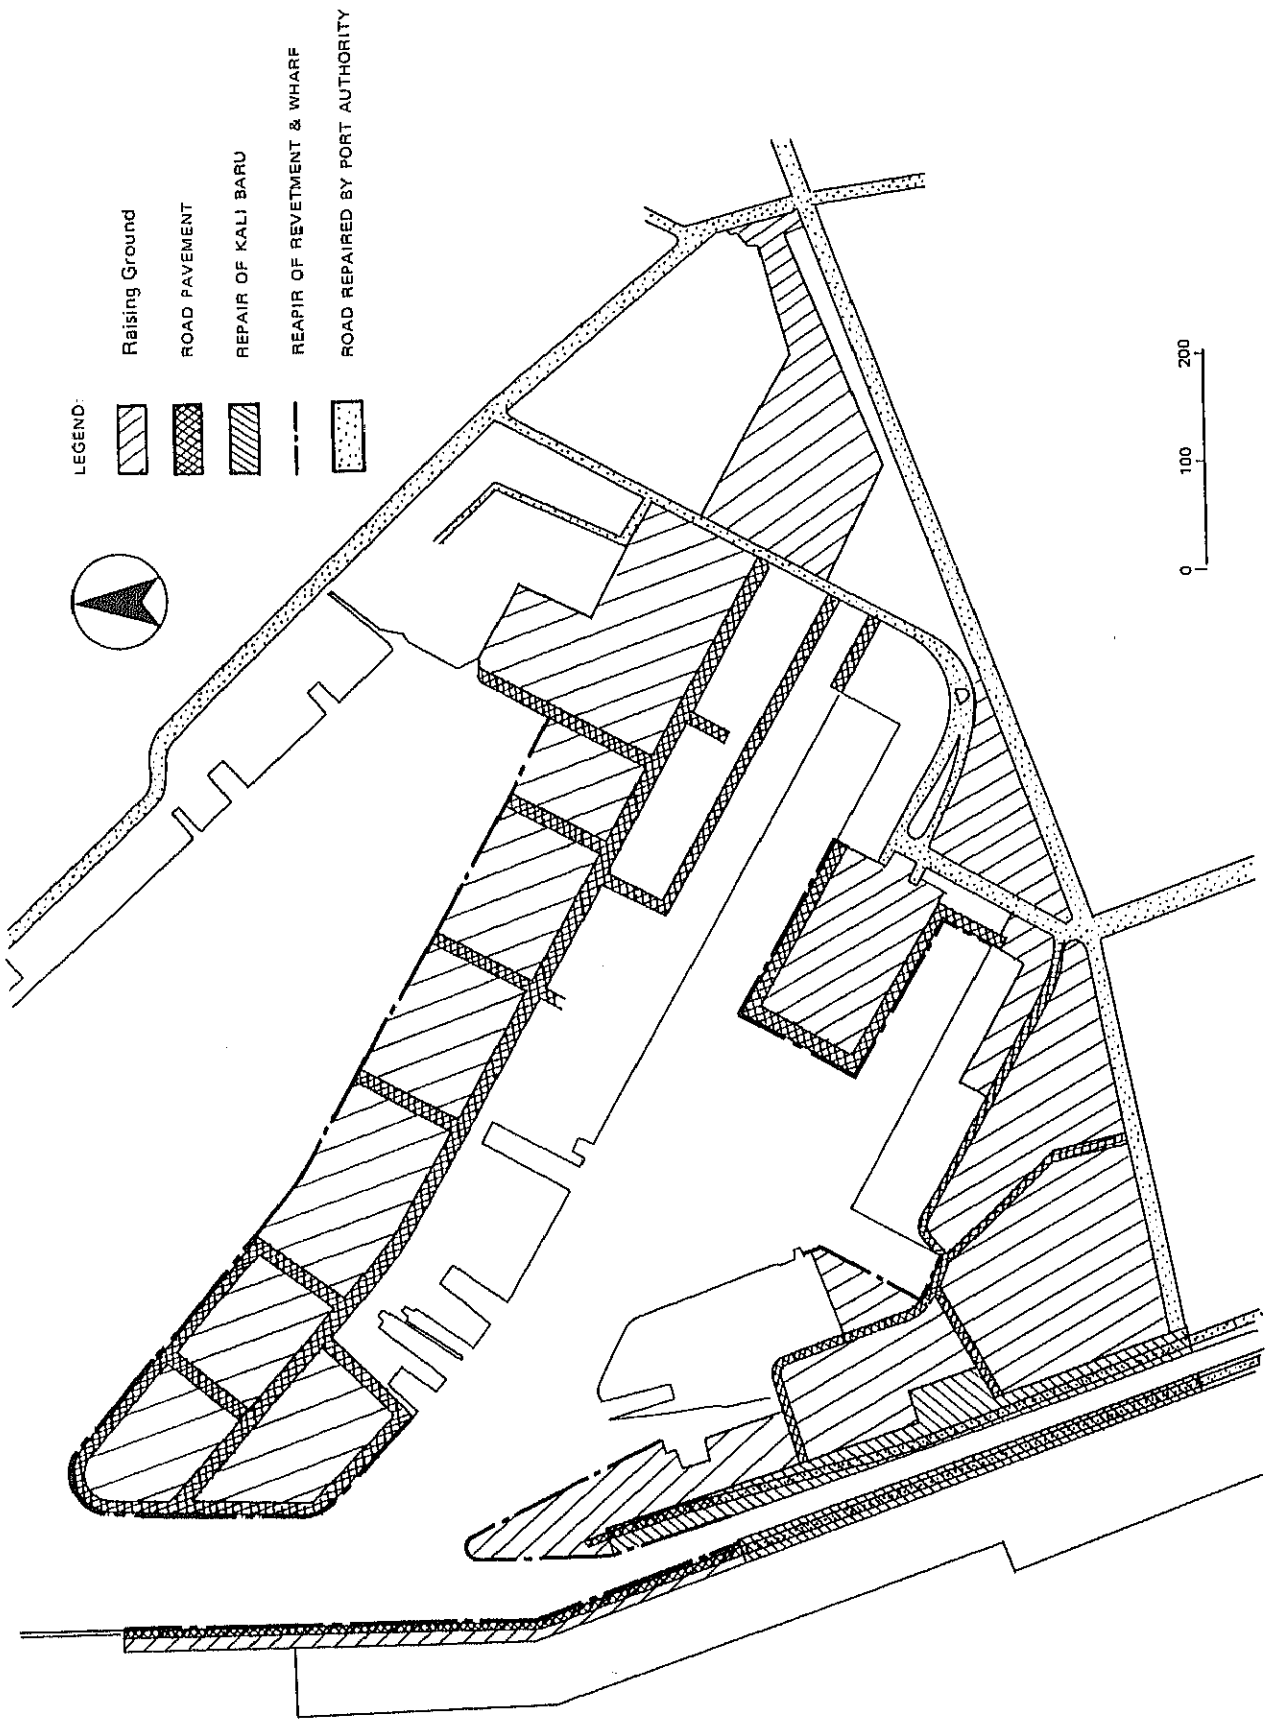 LEGEND:
Raising Ground
ROAD PAVEMENT
REPAIR OF KALI BARU
REAPIR OF REVETMENT & WHARF
ROAD REPAIRED BY PORT AUTHORITY
0 100 200